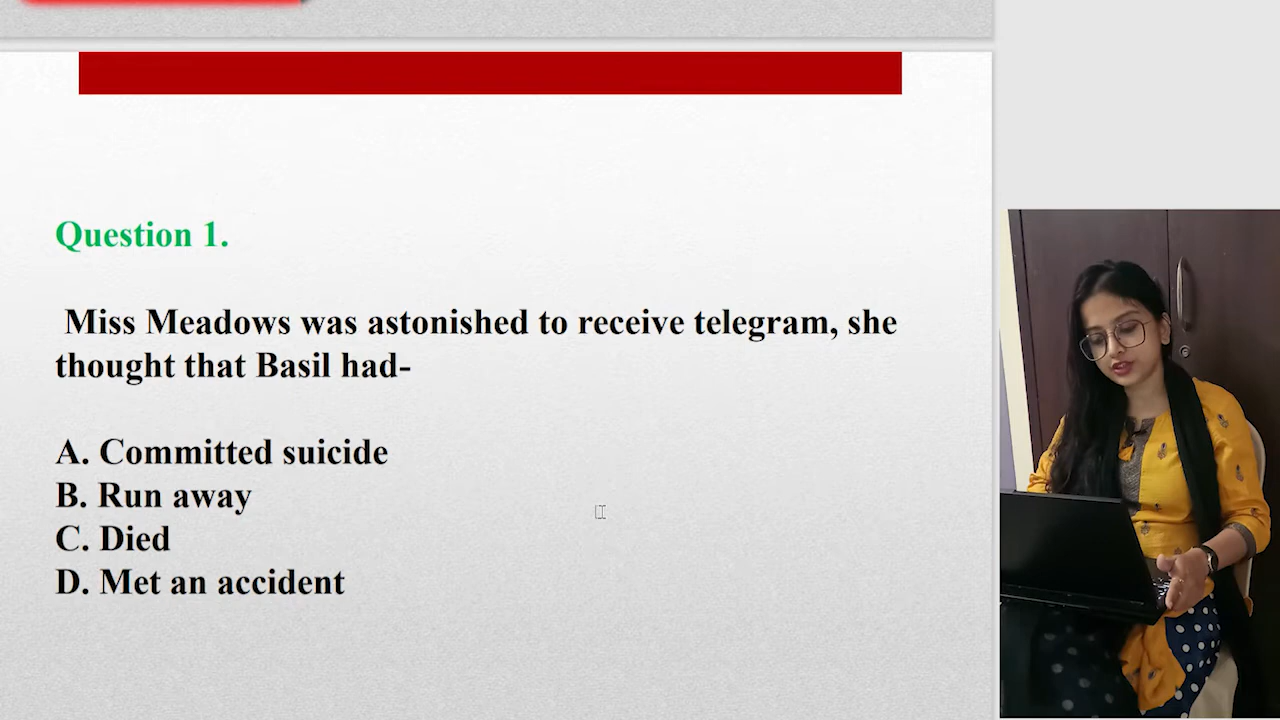 Question 1.
Miss Meadows was astonished to receive telegram, she
thought that Basil had-
A. Committed suicide
B. Run away
C. Died
D. Met an accident